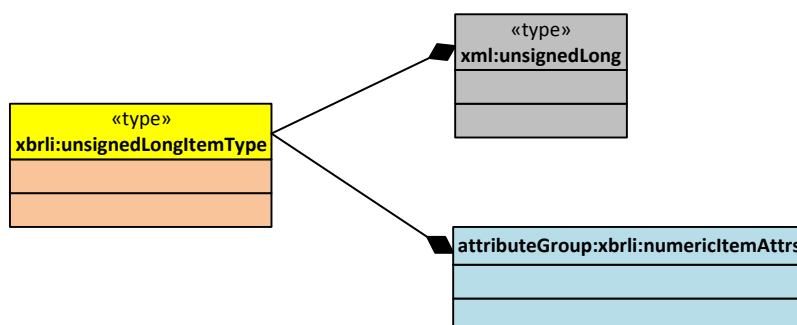 «type»
xml:unsignedLong
«type»
xbrli:unsignedLongItemType
attributeGroup:xbrli:numericItemAttrs